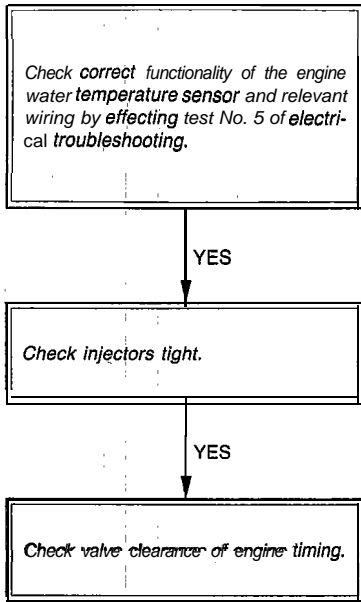 Check correct functionality of the engine
water temperature sensor and relevant
wiring by effecting test No. 5 of electri-
cal troubleshooting.
YES
Check injectors tight.
YES
Check valve clearance of engine timing.